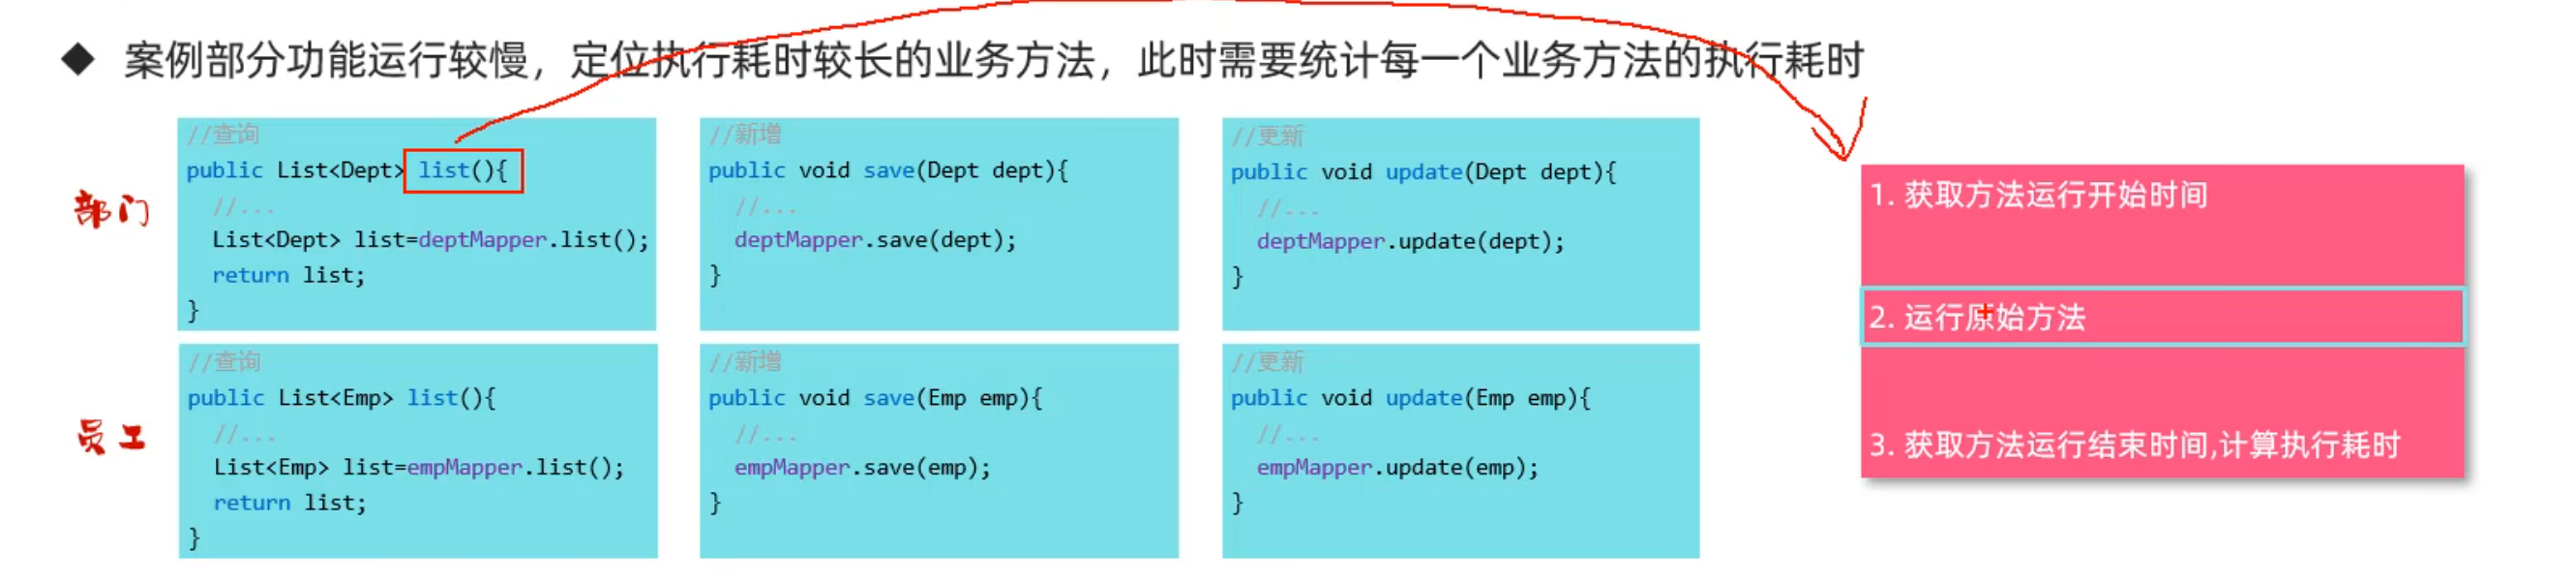 ◆ 案例部分功能运行较慢，定位执行耗时较长的业务方法，此时需要统计每一个业务方法的执行耗时
部门
//查询
public List<Dept> list(){
//...
List<Dept> list=deptMapper.list();
return list;
}
//新增
public void save(Dept dept){
//...
deptMapper.save(dept);
}
//更新
public void update(Dept dept){
//...
deptMapper.update(dept);
}
员工
//查询
public List<Emp> list(){
//...
List<Emp> list=empMapper.list();
return list;
}
//新增
public void save(Emp emp){
//...
empMapper.save(emp);
}
//更新
public void update(Emp emp){
//...
empMapper.update(emp);
}
1. 获取方法运行开始时间
2. 运行原始方法
3. 获取方法运行结束时间,计算执行耗时